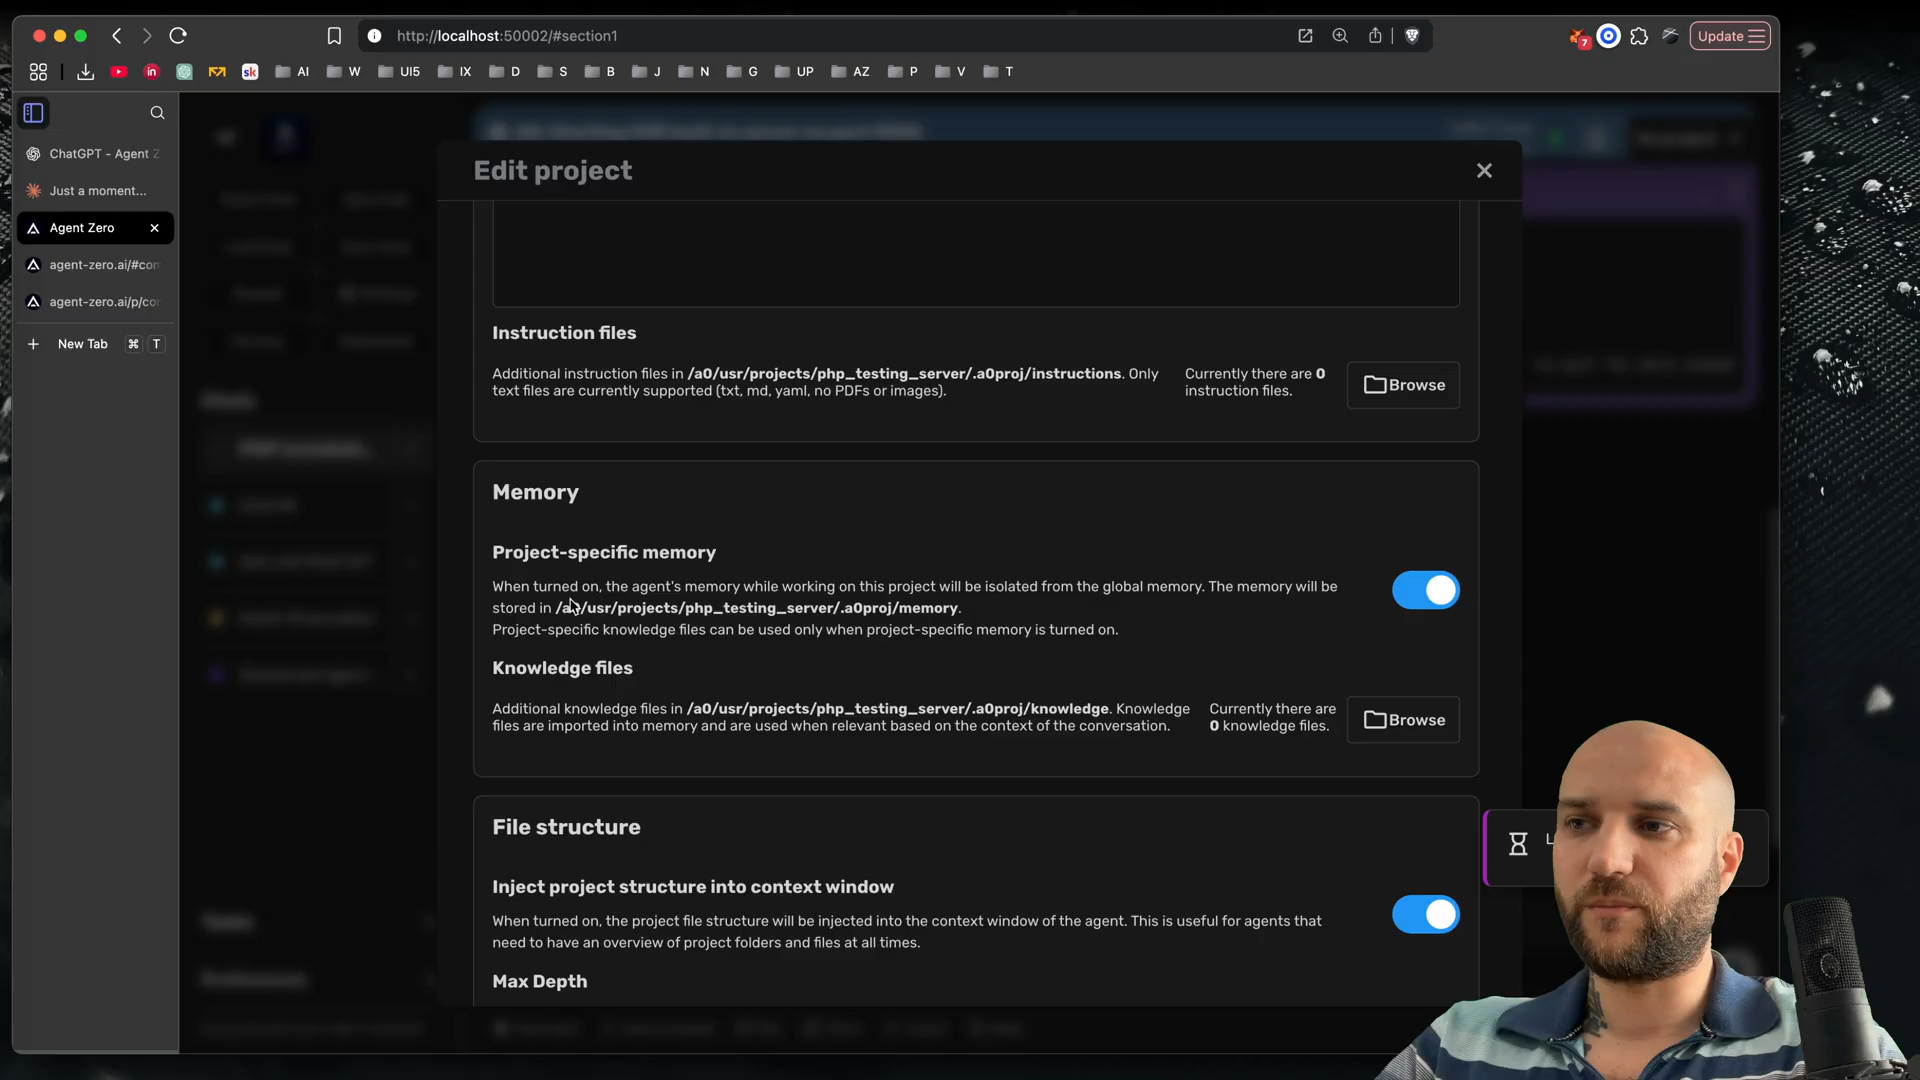 http://localhost:50002/#section1
7
Update
sk
AI
W
UI5
IX
D
S
B
J
N
G
UP
AZ
P
V
T
ChatGPT - Agent Z
Just a moment...
Agent Zero
agent-zero.ai/#con
agent-zero.ai/p/cor
New Tab ⌘ T
Edit project
Instruction files
Additional instruction files in /a0/usr/projects/php_testing_server/.a0proj/instructions. Only
text files are currently supported (txt, md, yaml, no PDFs or images).
Currently there are 0
instruction files.
Browse
Memory
Project-specific memory
When turned on, the agent's memory while working on this project will be isolated from the global memory. The memory will be
stored in /a0/usr/projects/php_testing_server/.a0proj/memory.
Project-specific knowledge files can be used only when project-specific memory is turned on.
Knowledge files
Additional knowledge files in /a0/usr/projects/php_testing_server/.a0proj/knowledge. Knowledge
files are imported into memory and are used when relevant based on the context of the conversation.
Currently there are
0 knowledge files.
Browse
File structure
Inject project structure into context window
When turned on, the project file structure will be injected into the context window of the agent. This is useful for agents that
need to have an overview of project folders and files at all times.
Max Depth